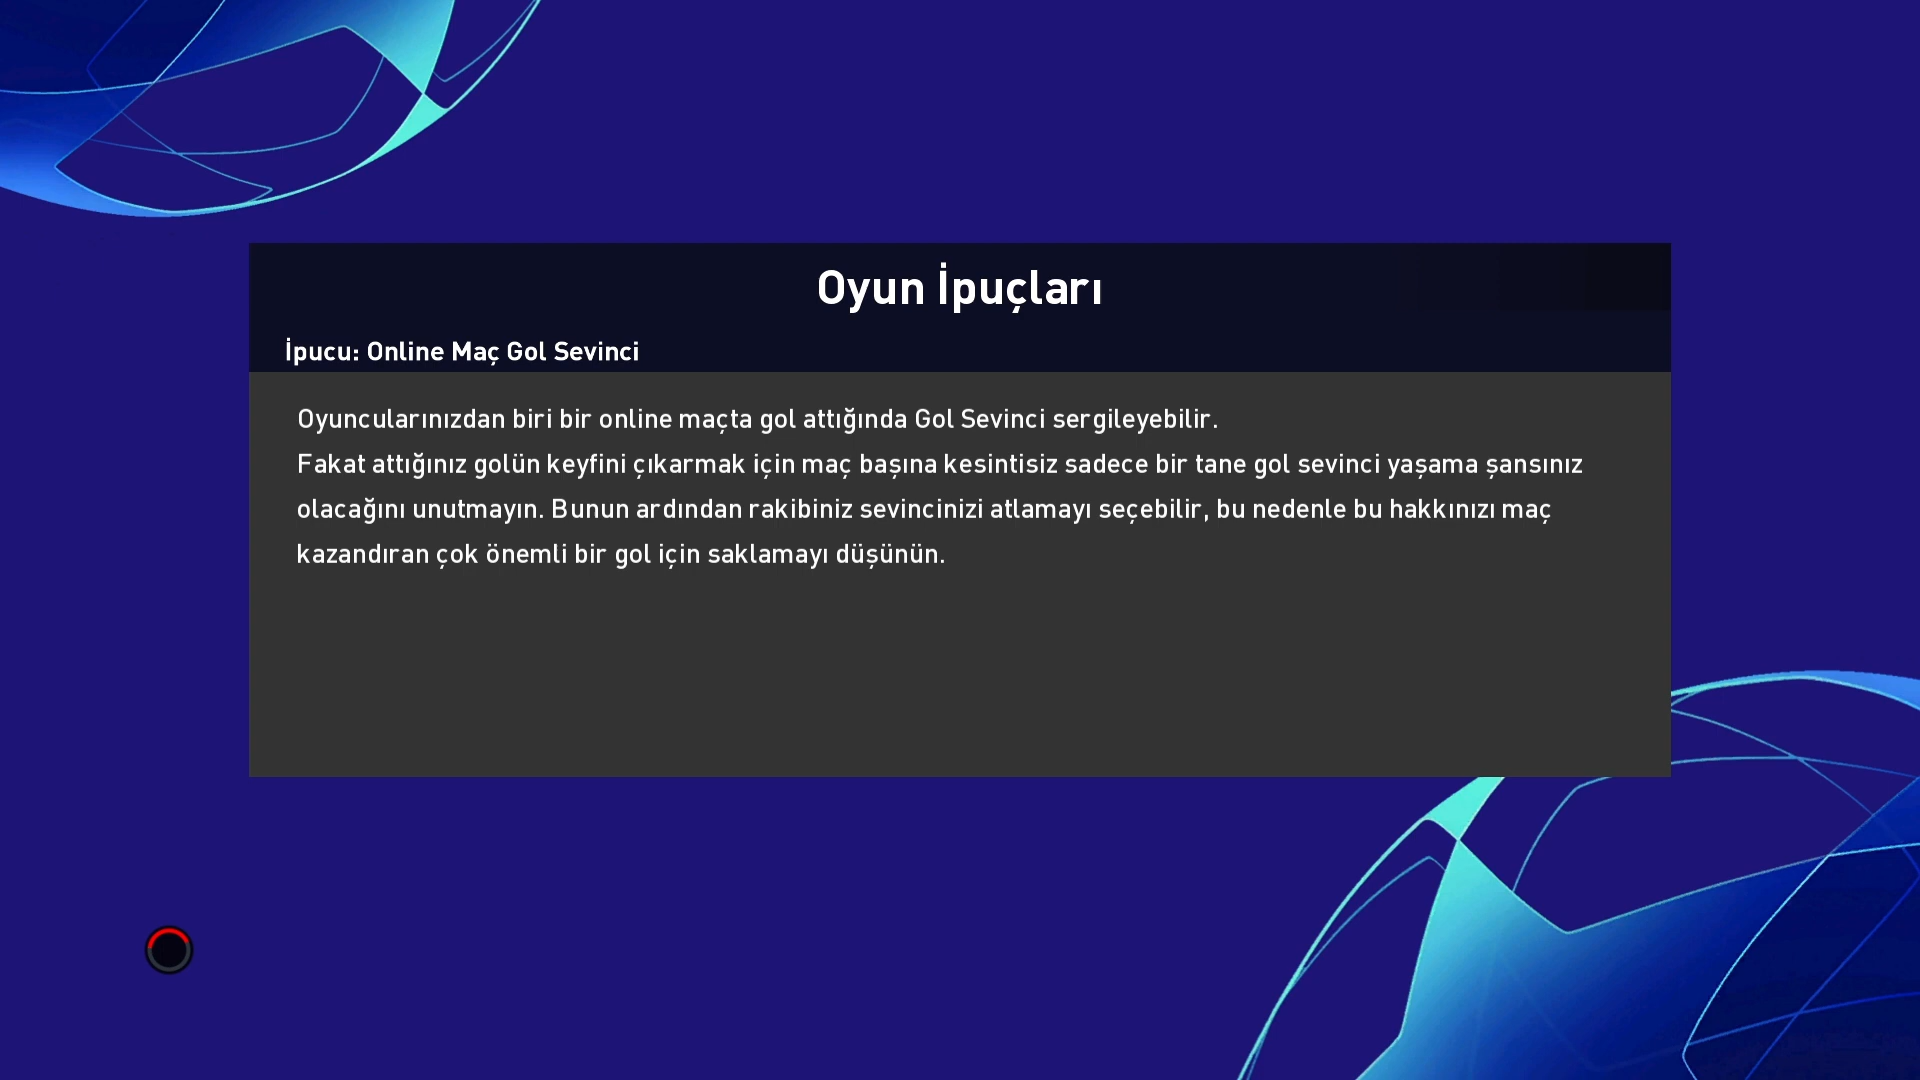 Oyun İpuçları
İpucu: Online Maç Gol Sevinci
Oyuncularınızdan biri bir online maçta gol attığında Gol Sevinci sergileyebilir.
Fakat attığınız golün keyfini çıkarmak için maç başına kesintisiz sadece bir tane gol sevinci yaşama şansınız
olacağını unutmayın. Bunun ardından rakibiniz sevincinizi atlamayı seçebilir, bu nedenle bu hakkınızı maç
kazandıran çok önemli bir gol için saklamayı düşünün.